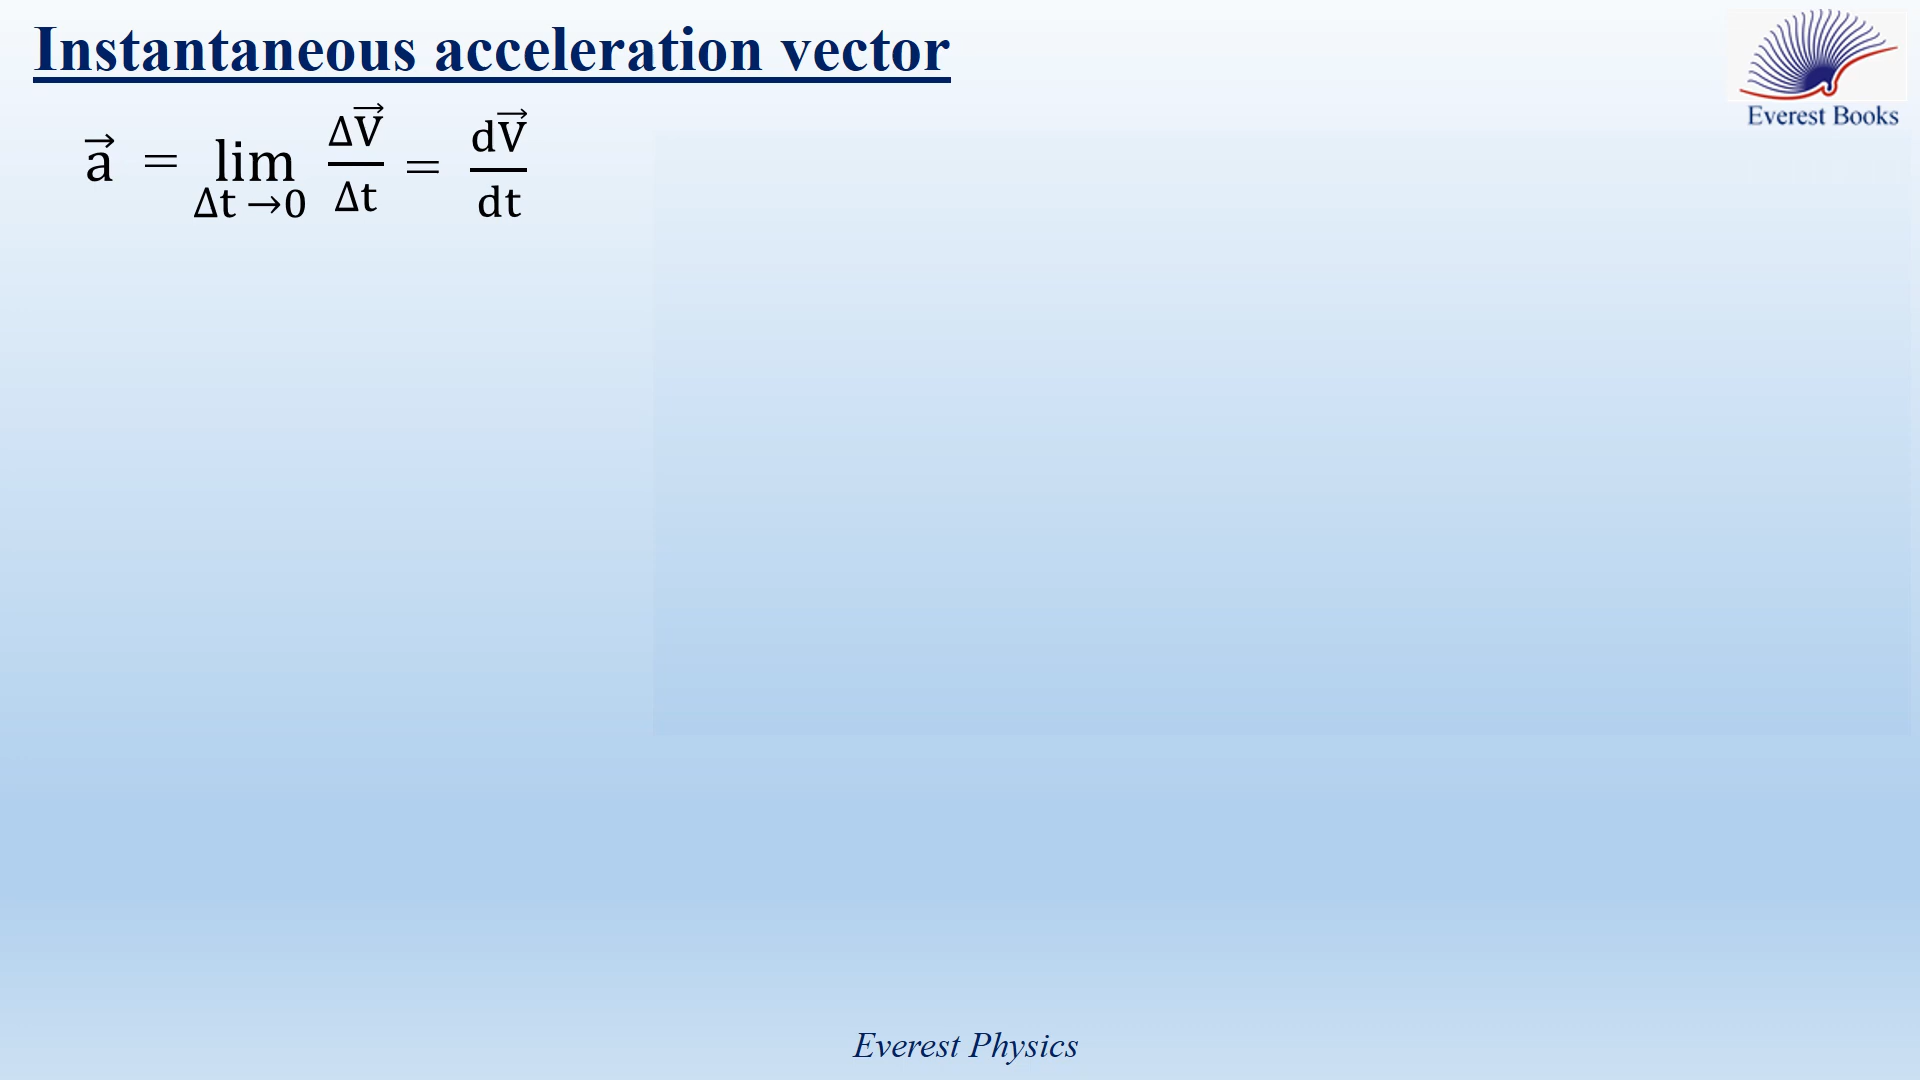 Instantaneous acceleration vector
Everest Books
a⃗ = lim Δt →0 ΔV⃗/Δt = dV⃗/dt
Everest Physics